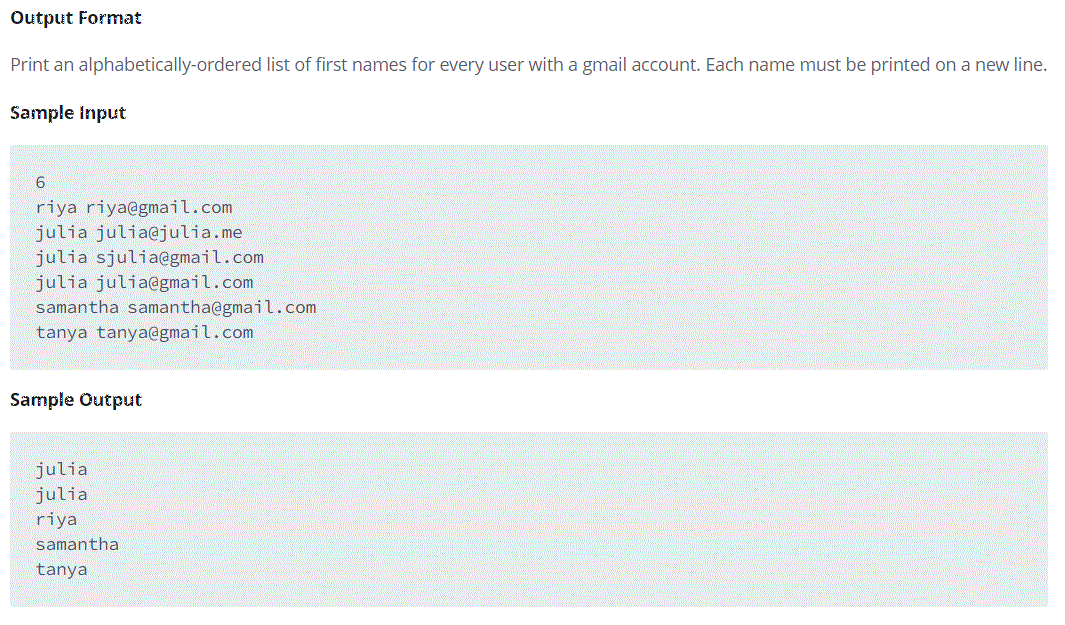 Output Format
Print an alphabetically-ordered list of first names for every user with a gmail account. Each name must be printed on a new line.
Sample Input
6
riya riya@gmail.com
julia julia@julia.me
julia sjulia@gmail.com
julia julia@gmail.com
samantha samantha@gmail.com
tanya tanya@gmail.com
Sample Output
julia
julia
riya
samantha
tanya